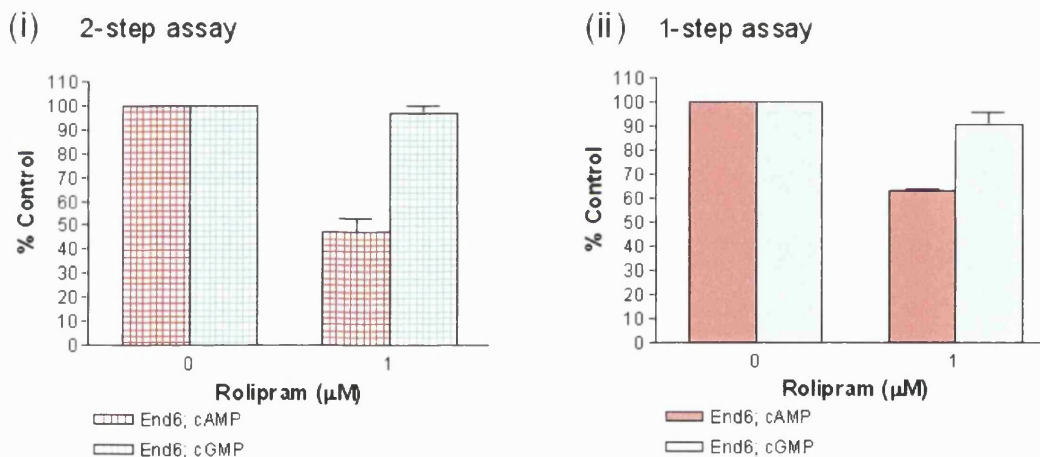 (i) 2-step assay
% Control
110
100
90
80
70
60
50
40
30
20
10
0
0 1
Rolipram (µM)
End6; cAMP
End6; cGMP
(ii) 1-step assay
% Control
110
100
90
80
70
60
50
40
30
20
10
0
0 1
Rolipram (µM)
End6; cAMP
End6; cGMP